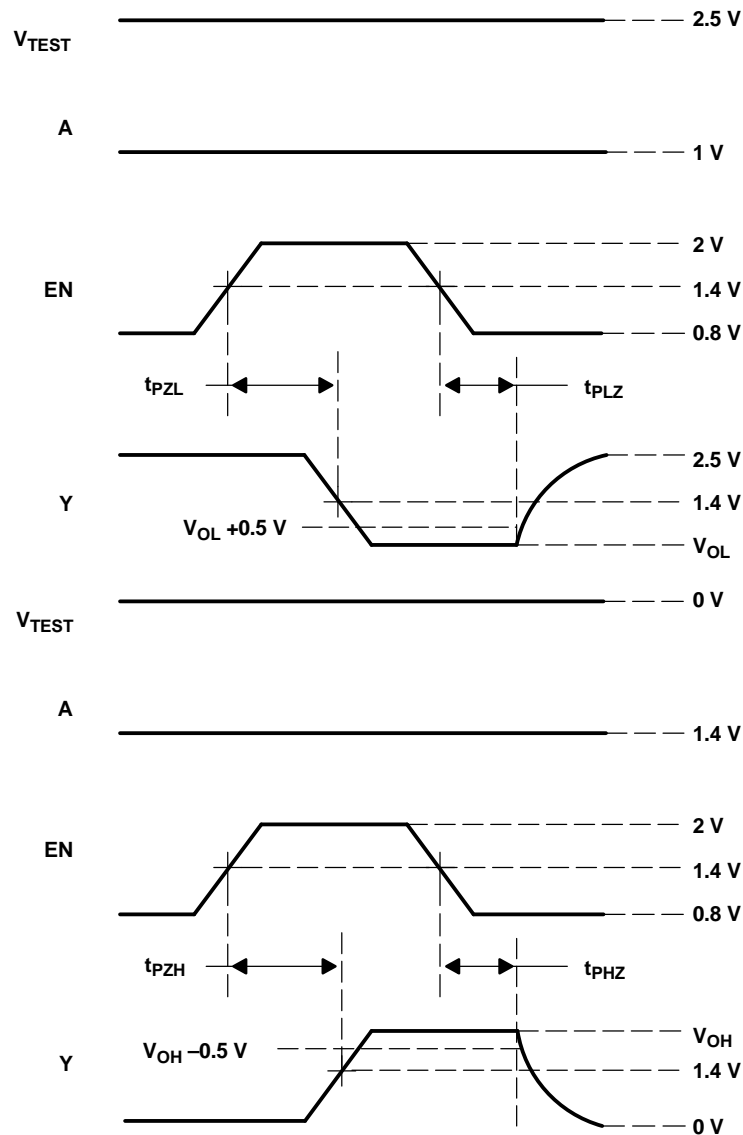 V_TEST 2.5 V
A 1 V
2 V
EN 1.4 V
0.8 V
t_PZL t_PLZ
2.5 V
Y 1.4 V
V_OL +0.5 V
V_OL
V_TEST 0 V
A 1.4 V
2 V
EN 1.4 V
0.8 V
t_PZH t_PHZ
V_OH
V_OH –0.5 V
Y 1.4 V
0 V